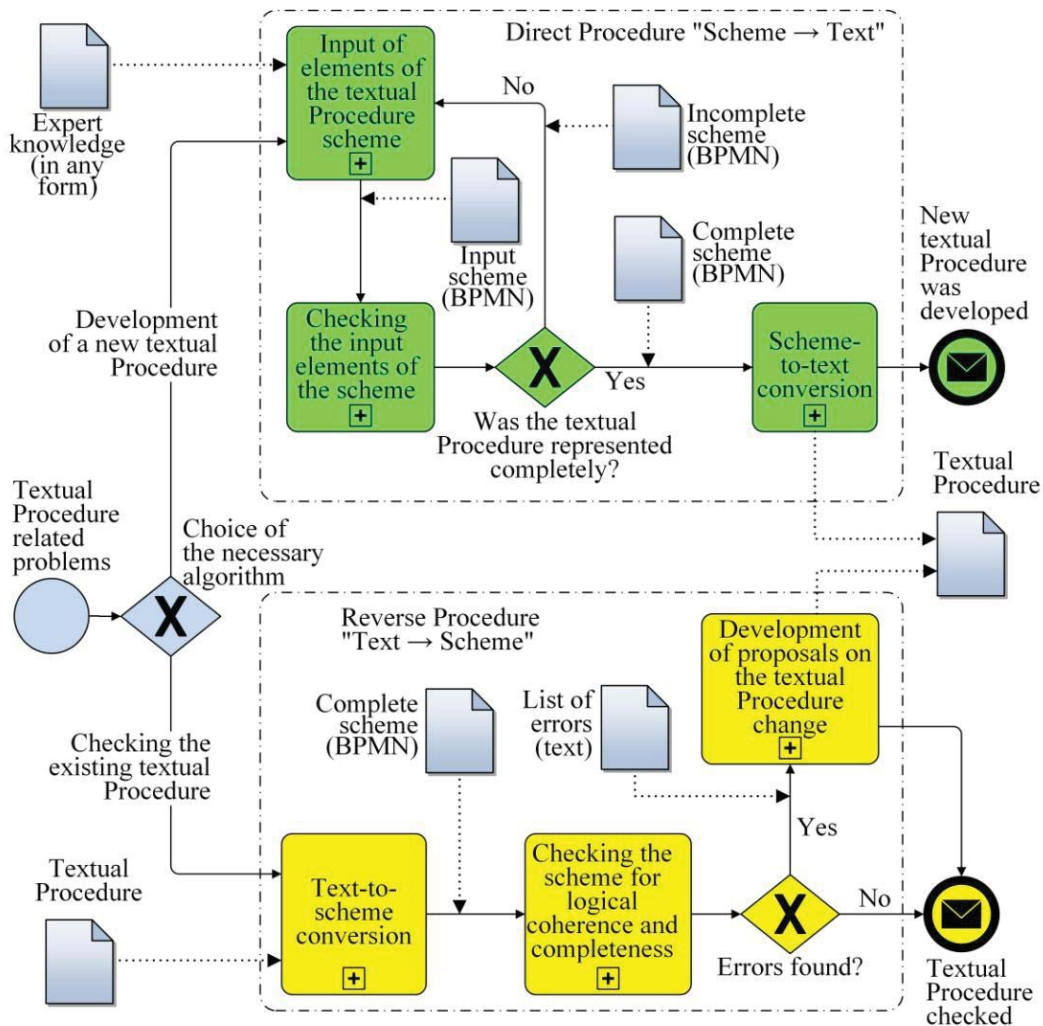 Direct Procedure "Scheme → Text"
Expert
knowledge
(in any
form)
Input of
elements of
the textual
Procedure
scheme
No
Incomplete
scheme
(BPMN)
Input
scheme
(BPMN)
Complete
scheme
(BPMN)
New
textual
Procedure
was
developed
Development
of a new textual
Procedure
Checking
the input
elements of
the scheme
X
Yes
Was the textual
Procedure represented
completely?
Scheme-
to-text
conversion
Textual
Procedure
Textual
Procedure
related
problems
X
Choice of
the necessary
algorithm
Reverse Procedure
"Text → Scheme"
Checking the
existing textual
Procedure
Complete
scheme
(BPMN)
List of
errors
(text)
Development
of proposals on
the textual
Procedure
change
Yes
Textual
Procedure
Text-to-
scheme
conversion
Checking the
scheme for
logical
coherence and
completeness
X
No
Errors found?
Textual
Procedure
checked